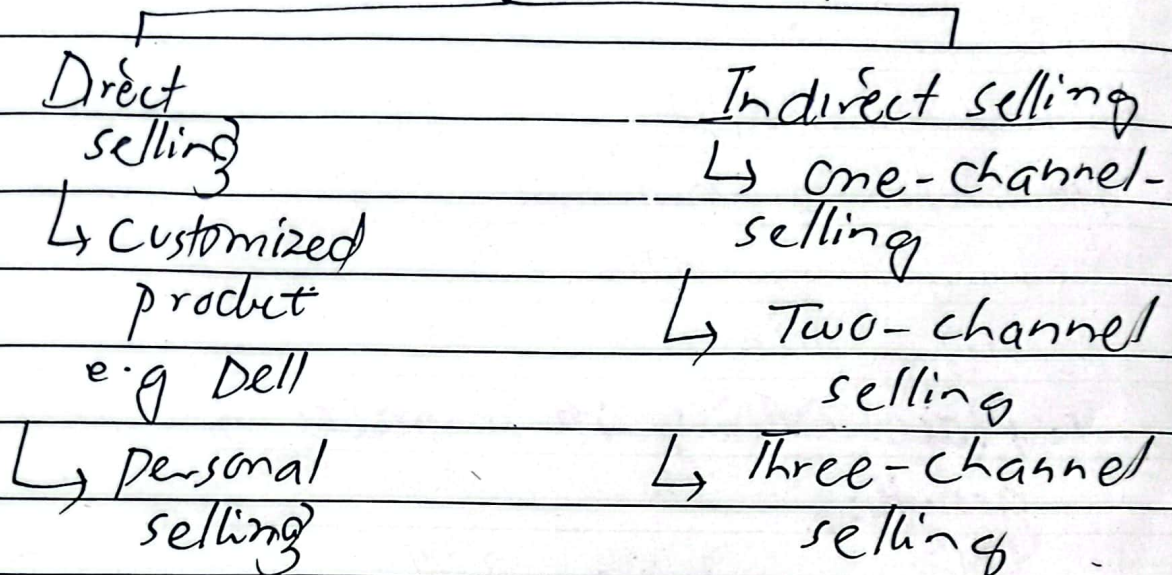 Direct
selling
↳ Customized
product
e.g Dell
↳ personal
selling
Indirect selling
↳ one-channel-
selling
↳ Two-channel
selling
↳ Three-channel
selling